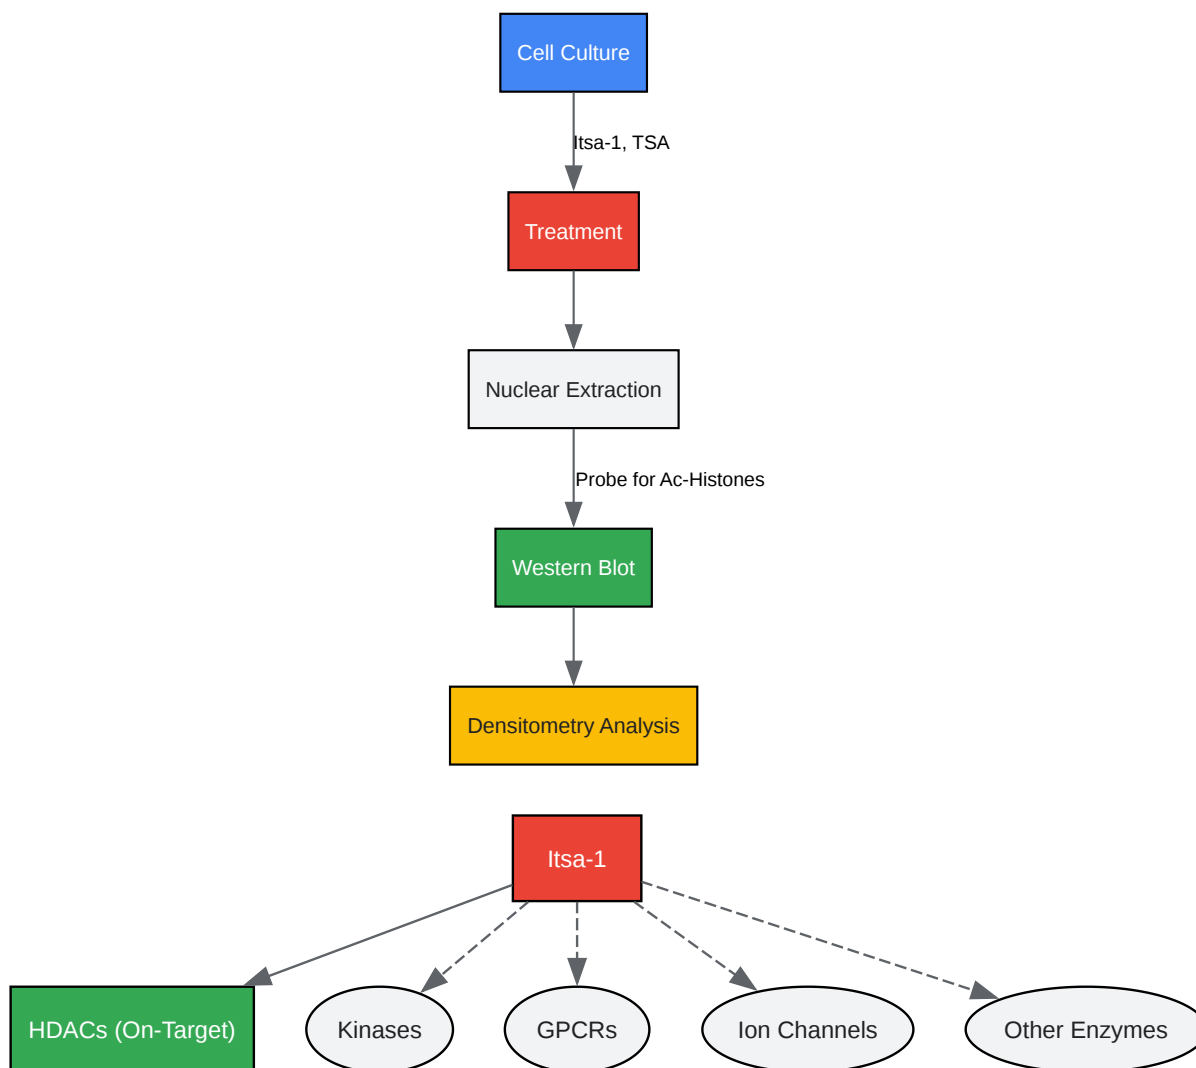 Cell Culture
Itsa-1, TSA
Treatment
Nuclear Extraction
Probe for Ac-Histones
Western Blot
Densitometry Analysis
Itsa-1
HDACs (On-Target)
Kinases
GPCRs
Ion Channels
Other Enzymes